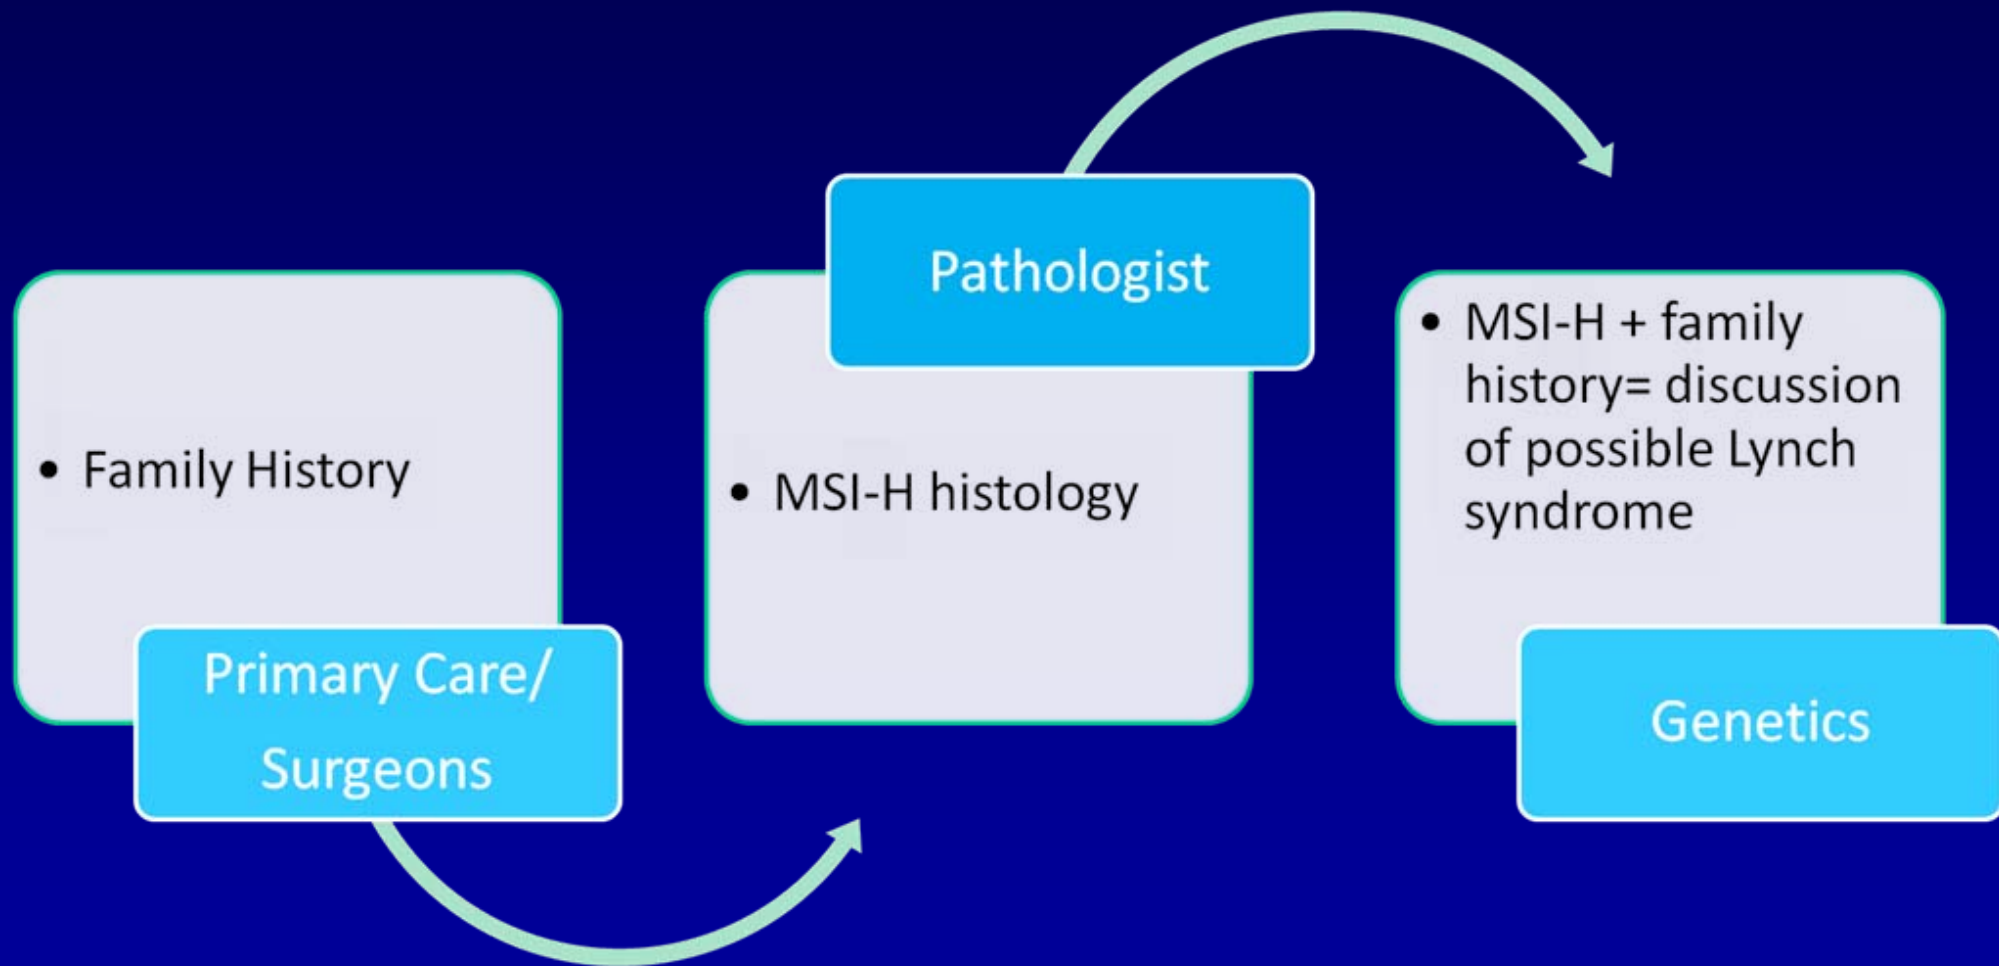 • Family History
Primary Care/
Surgeons
Pathologist
• MSI-H histology
• MSI-H + family
history= discussion
of possible Lynch
syndrome
Genetics